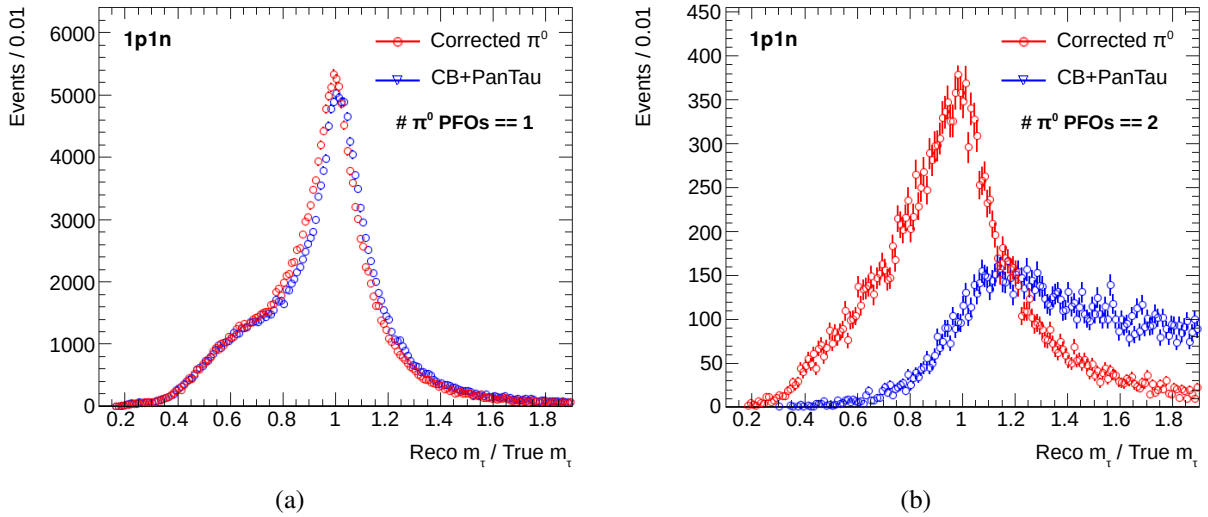 Events / 0.01
6000
5000
4000
3000
2000
1000
0
1p1n
Corrected π⁰
CB+PanTau
# π⁰ PFOs == 1
0.2 0.4 0.6 0.8 1 1.2 1.4 1.6 1.8
Reco m_τ / True m_τ
(a)
Events / 0.01
450
400
350
300
250
200
150
100
50
0
1p1n
Corrected π⁰
CB+PanTau
# π⁰ PFOs == 2
0.2 0.4 0.6 0.8 1 1.2 1.4 1.6 1.8
Reco m_τ / True m_τ
(b)